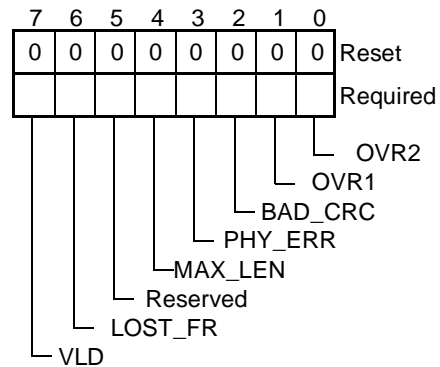 7 6 5 4 3 2 1 0
0 0 0 0 0 0 0 0 Reset
Required
OVR2
OVR1
BAD_CRC
PHY_ERR
MAX_LEN
Reserved
LOST_FR
VLD